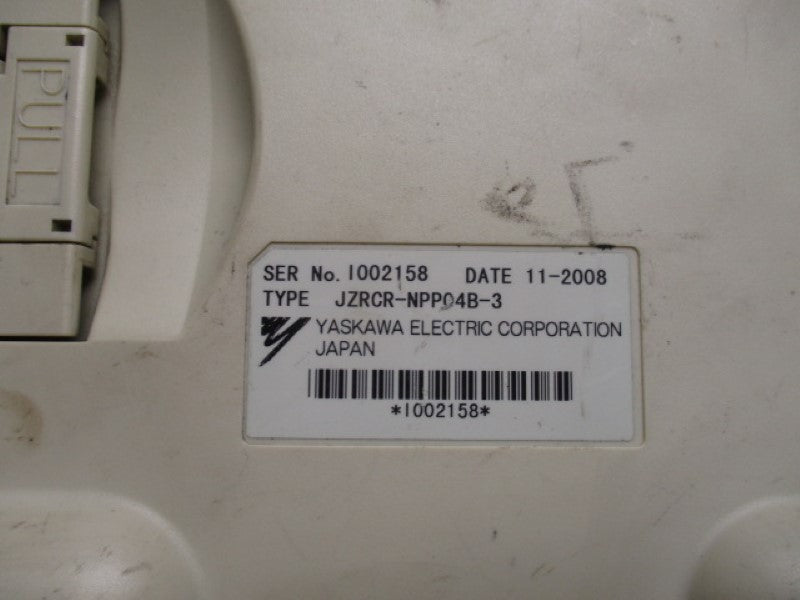 PULL
SER No. I002158 DATE 11-2008
TYPE JZRCR-NPP04B-3
YASKAWA ELECTRIC CORPORATION
JAPAN
*I002158*